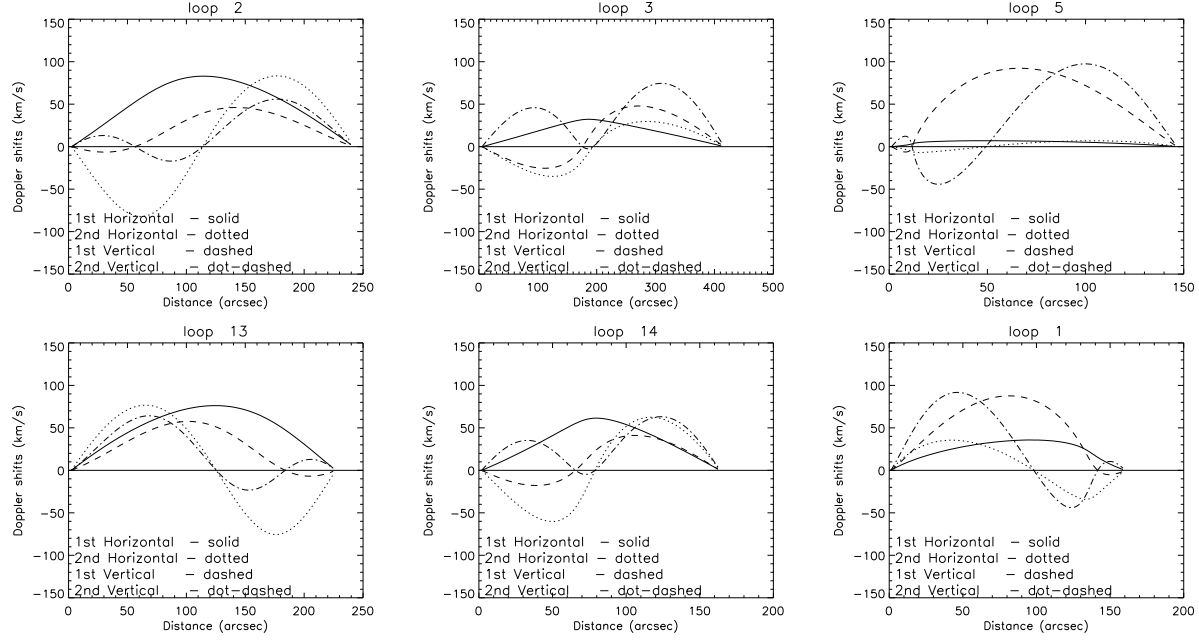 loop 2
Doppler shifts (km/s)
150
100
50
0
−50
−100
−150
1st Horizontal − solid
2nd Horizontal − dotted
1st Vertical − dashed
2nd Vertical − dot−dashed
0 50 100 150 200 250
Distance (arcsec)
loop 3
Doppler shifts (km/s)
150
100
50
0
−50
−100
−150
1st Horizontal − solid
2nd Horizontal − dotted
1st Vertical − dashed
2nd Vertical − dot−dashed
0 100 200 300 400 500
Distance (arcsec)
loop 5
Doppler shifts (km/s)
150
100
50
0
−50
−100
−150
1st Horizontal − solid
2nd Horizontal − dotted
1st Vertical − dashed
2nd Vertical − dot−dashed
0 50 100 150
Distance (arcsec)
loop 13
Doppler shifts (km/s)
150
100
50
0
−50
−100
−150
1st Horizontal − solid
2nd Horizontal − dotted
1st Vertical − dashed
2nd Vertical − dot−dashed
0 50 100 150 200 250
Distance (arcsec)
loop 14
Doppler shifts (km/s)
150
100
50
0
−50
−100
−150
1st Horizontal − solid
2nd Horizontal − dotted
1st Vertical − dashed
2nd Vertical − dot−dashed
0 50 100 150 200
Distance (arcsec)
loop 1
Doppler shifts (km/s)
150
100
50
0
−50
−100
−150
1st Horizontal − solid
2nd Horizontal − dotted
1st Vertical − dashed
2nd Vertical − dot−dashed
0 50 100 150 200
Distance (arcsec)